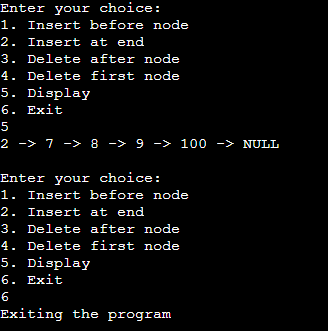 Enter your choice:
1. Insert before node
2. Insert at end
3. Delete after node
4. Delete first node
5. Display
6. Exit
5
2 -> 7 -> 8 -> 9 -> 100 -> NULL
Enter your choice:
1. Insert before node
2. Insert at end
3. Delete after node
4. Delete first node
5. Display
6. Exit
6
Exiting the program